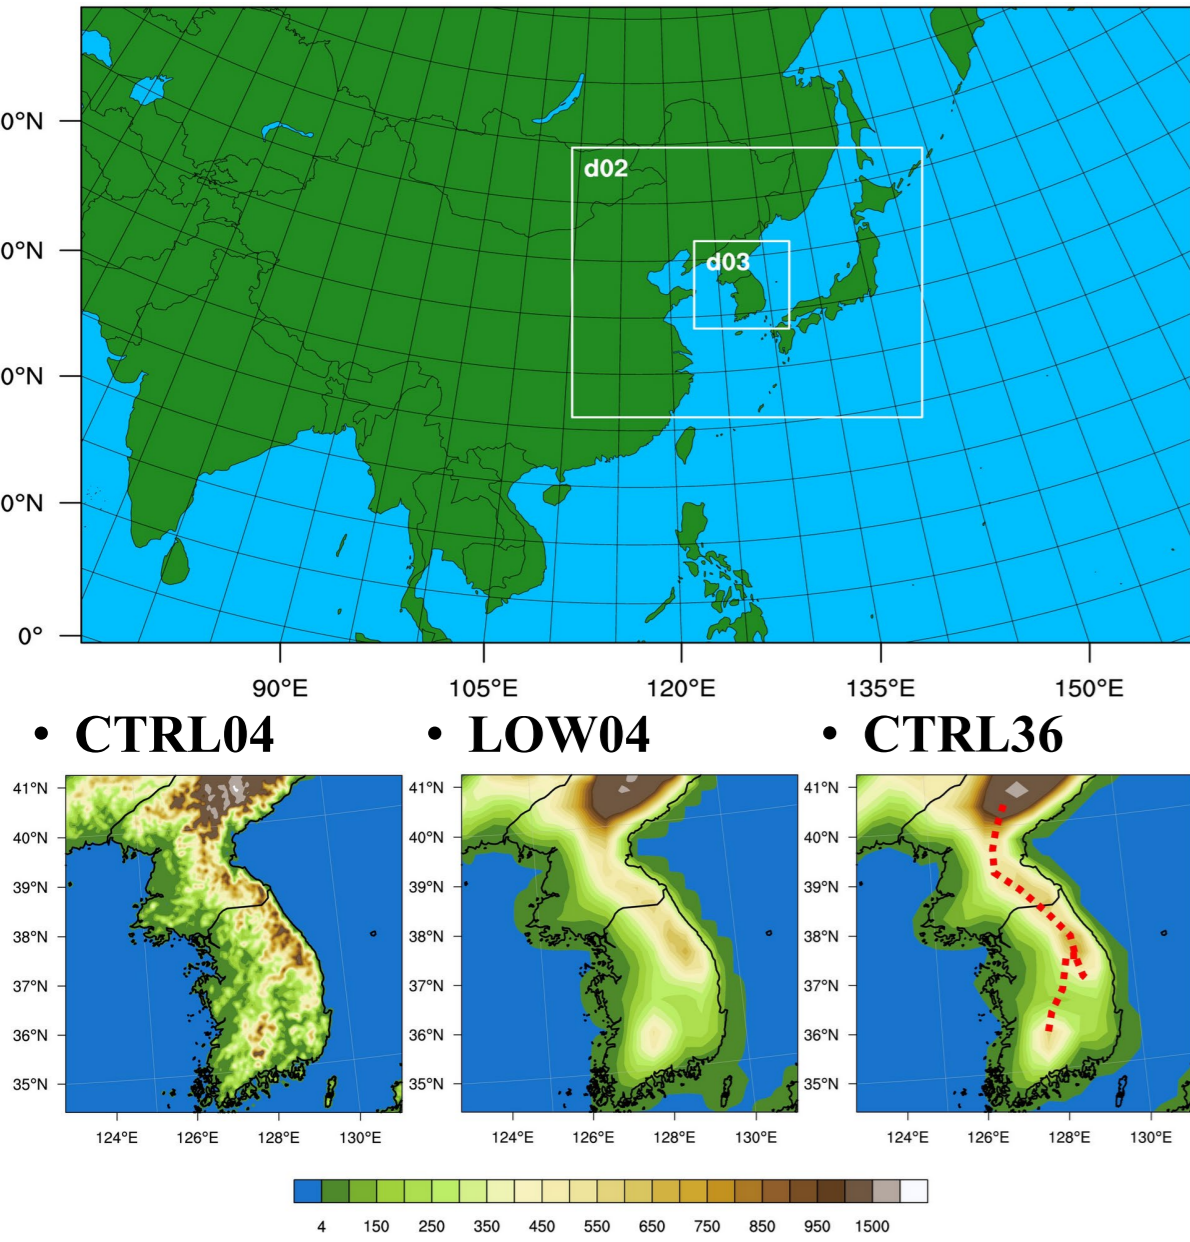 0°N
d02
0°N
d03
0°N
0°N
0°
90°E 105°E 120°E 135°E 150°E
• CTRL04 • LOW04 • CTRL36
41°N 41°N 41°N
40°N 40°N 40°N
39°N 39°N 39°N
38°N 38°N 38°N
37°N 37°N 37°N
36°N 36°N 36°N
35°N 35°N 35°N
124°E 126°E 128°E 130°E 124°E 126°E 128°E 130°E 124°E 126°E 128°E 130°E
4 150 250 350 450 550 650 750 850 950 1500